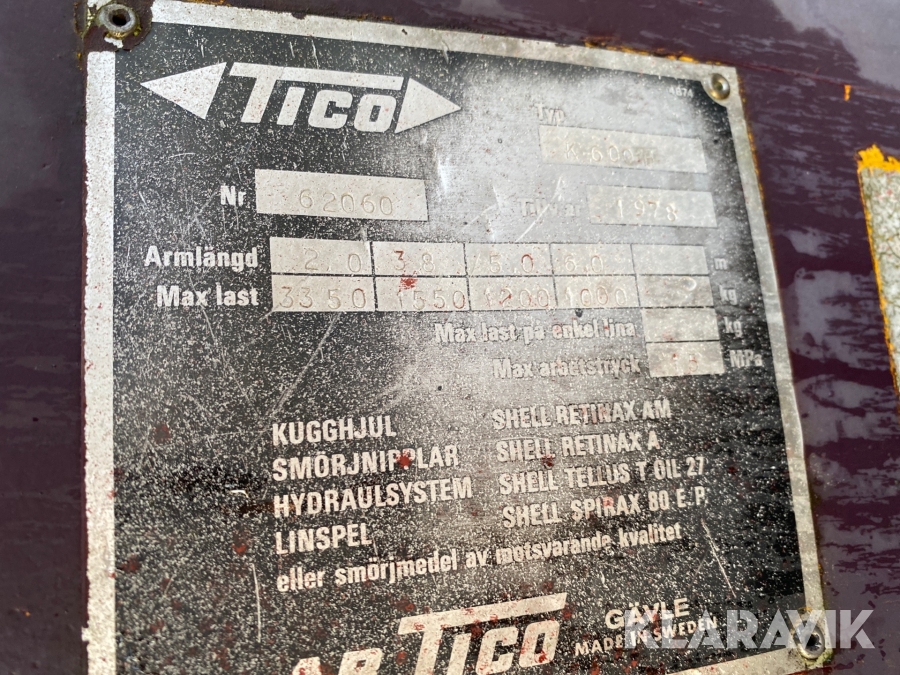 TICO
Typ
K-600
Nr 62060 1978
Armlängd 2.0 3.8 5.0 6.0 m
Max last 3350 1550 1200 1000 kg
Max last på enkel lina kg
Max arbetstryck MPa
KUGGHJUL SHELL RETINAX AM
SMÖRJNIPPLAR SHELL RETINAX A
HYDRAULSYSTEM SHELL TELLUS T OIL 27
LINSPEL SHELL SPIRAX 80 E.P.
eller smörjmedel av motsvarande kvalitet
AB TICO GÄVLE
MADE IN SWEDEN
KLARAVIK